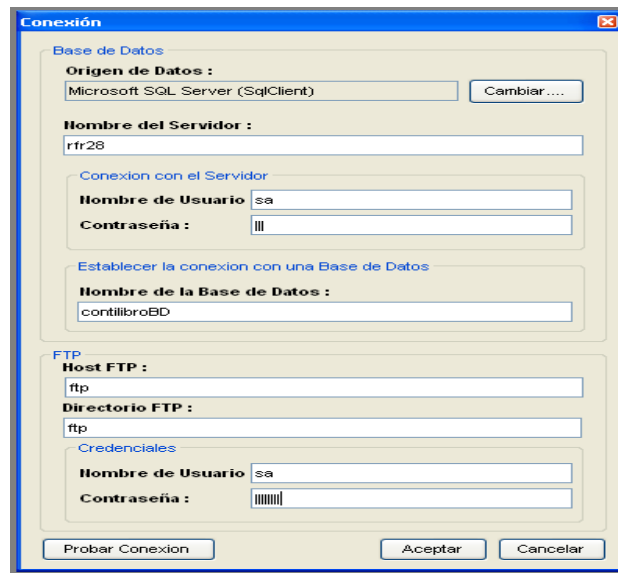 Conexión
Base de Datos
Origen de Datos :
Microsoft SQL Server (SqlClient)
Cambiar....
Nombre del Servidor :
rfr28
Conexion con el Servidor
Nombre de Usuario sa
Contraseña :
Establecer la conexion con una Base de Datos
Nombre de la Base de Datos :
contilibroBD
FTP
Host FTP :
ftp
Directorio FTP :
ftp
Credenciales
Nombre de Usuario sa
Contraseña :
Probar Conexion Aceptar Cancelar